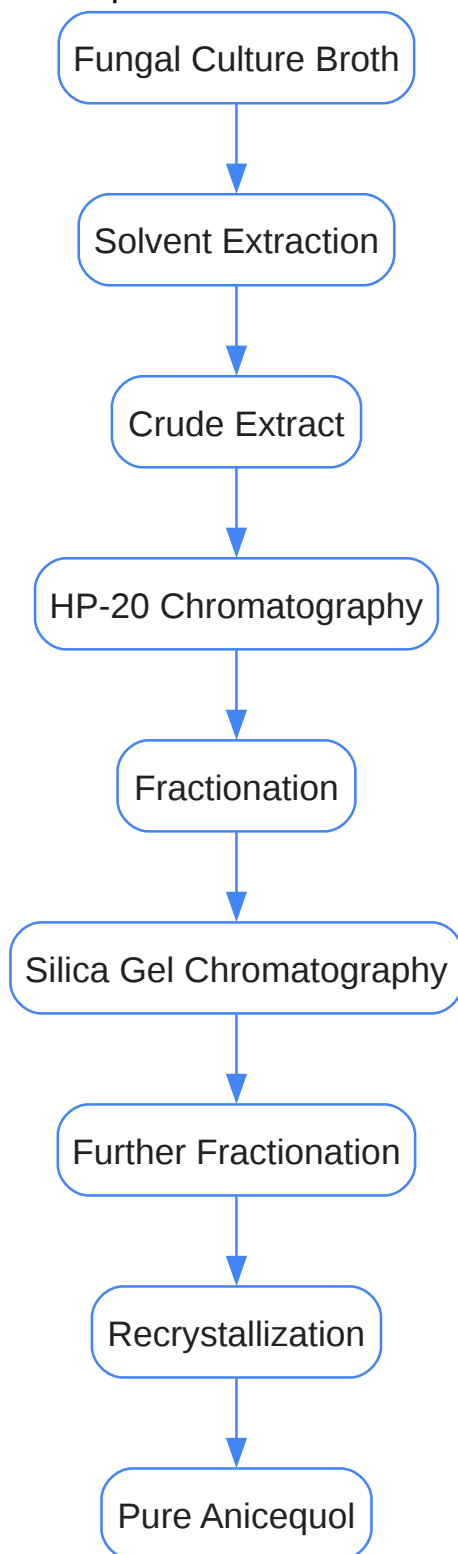 Fungal Culture Broth
Solvent Extraction
Crude Extract
HP-20 Chromatography
Fractionation
Silica Gel Chromatography
Further Fractionation
Recrystallization
Pure Anicequol